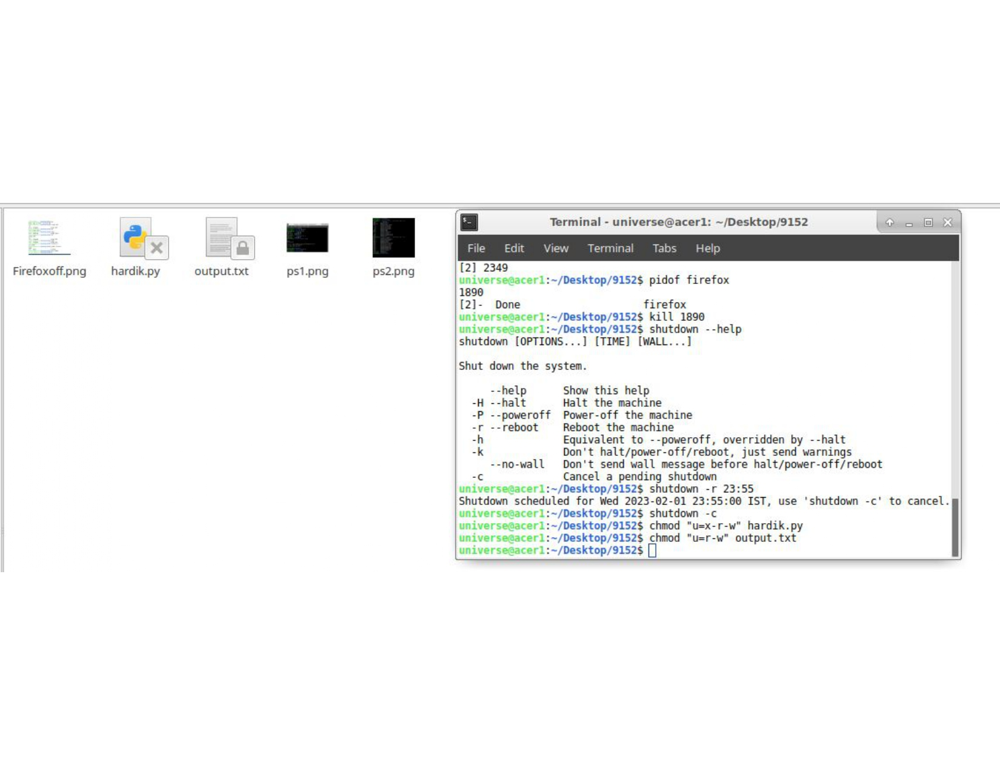 Firefoxoff.png
hardik.py
output.txt
ps1.png
ps2.png
Terminal - universe@acer1: ~/Desktop/9152
File Edit View Terminal Tabs Help
[2] 2349
universe@acer1:~/Desktop/9152$ pidof firefox
1890
[2]-  Done                    firefox
universe@acer1:~/Desktop/9152$ kill 1890
universe@acer1:~/Desktop/9152$ shutdown --help
shutdown [OPTIONS...] [TIME] [WALL...]
Shut down the system.
     --help      Show this help
  -H --halt      Halt the machine
  -P --poweroff  Power-off the machine
  -r --reboot    Reboot the machine
  -h             Equivalent to --poweroff, overridden by --halt
  -k             Don't halt/power-off/reboot, just send warnings
     --no-wall   Don't send wall message before halt/power-off/reboot
  -c             Cancel a pending shutdown
universe@acer1:~/Desktop/9152$ shutdown -r 23:55
Shutdown scheduled for Wed 2023-02-01 23:55:00 IST, use 'shutdown -c' to cancel.
universe@acer1:~/Desktop/9152$ shutdown -c
universe@acer1:~/Desktop/9152$ chmod "u=x-r-w" hardik.py
universe@acer1:~/Desktop/9152$ chmod "u=r-w" output.txt
universe@acer1:~/Desktop/9152$